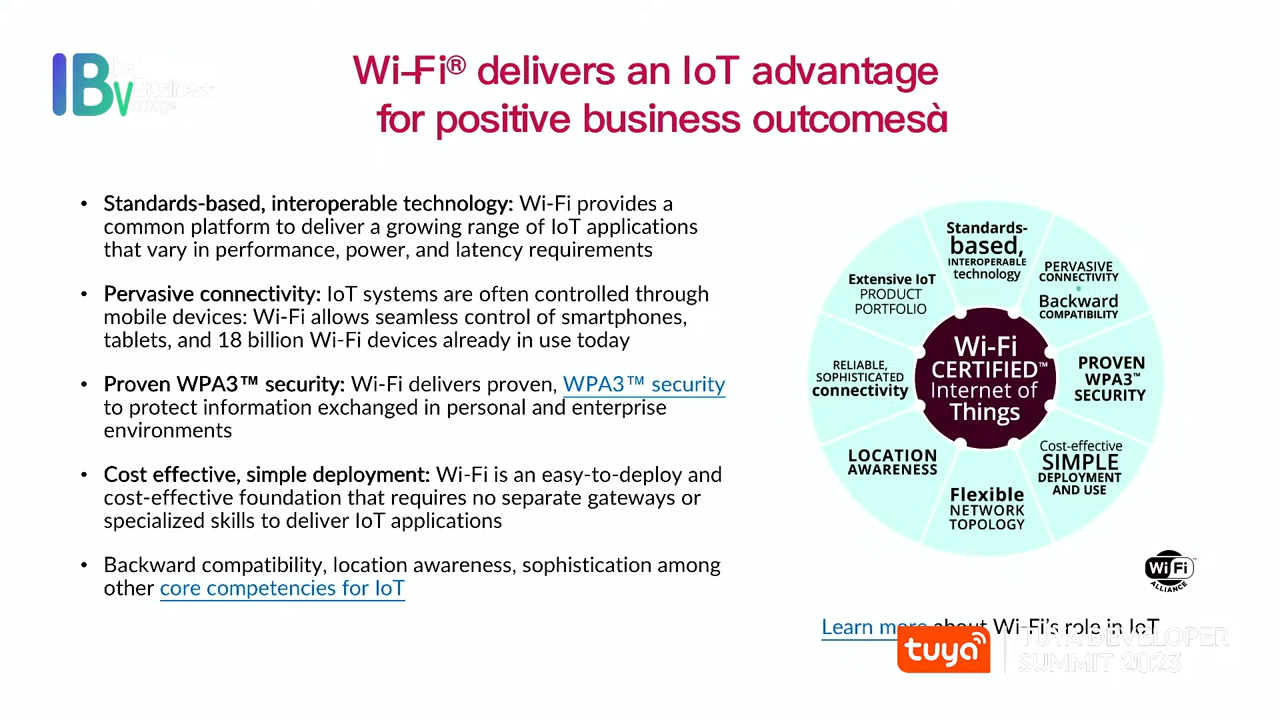 IBv
Wi-Fi® delivers an IoT advantage
for positive business outcomesà
• Standards-based, interoperable technology: Wi-Fi provides a
common platform to deliver a growing range of IoT applications
that vary in performance, power, and latency requirements
• Pervasive connectivity: IoT systems are often controlled through
mobile devices: Wi-Fi allows seamless control of smartphones,
tablets, and 18 billion Wi-Fi devices already in use today
• Proven WPA3™ security: Wi-Fi delivers proven, WPA3™ security
to protect information exchanged in personal and enterprise
environments
• Cost effective, simple deployment: Wi-Fi is an easy-to-deploy and
cost-effective foundation that requires no separate gateways or
specialized skills to deliver IoT applications
• Backward compatibility, location awareness, sophistication among
other core competencies for IoT
Standards-
based,
INTEROPERABLE
technology
PERVASIVE
CONNECTIVITY
•
Backward
COMPATIBILITY
PROVEN
WPA3™
SECURITY
Cost-effective
SIMPLE
DEPLOYMENT
AND USE
Flexible
NETWORK
TOPOLOGY
LOCATION
AWARENESS
RELIABLE,
SOPHISTICATED
connectivity
Extensive IoT
PRODUCT
PORTFOLIO
Wi-Fi
CERTIFIED™
Internet of
Things
Wi Fi™
ALLIANCE
Learn more about Wi-Fi's role in IoT
tuya
TUYA DEVELOPER
SUMMIT 2023